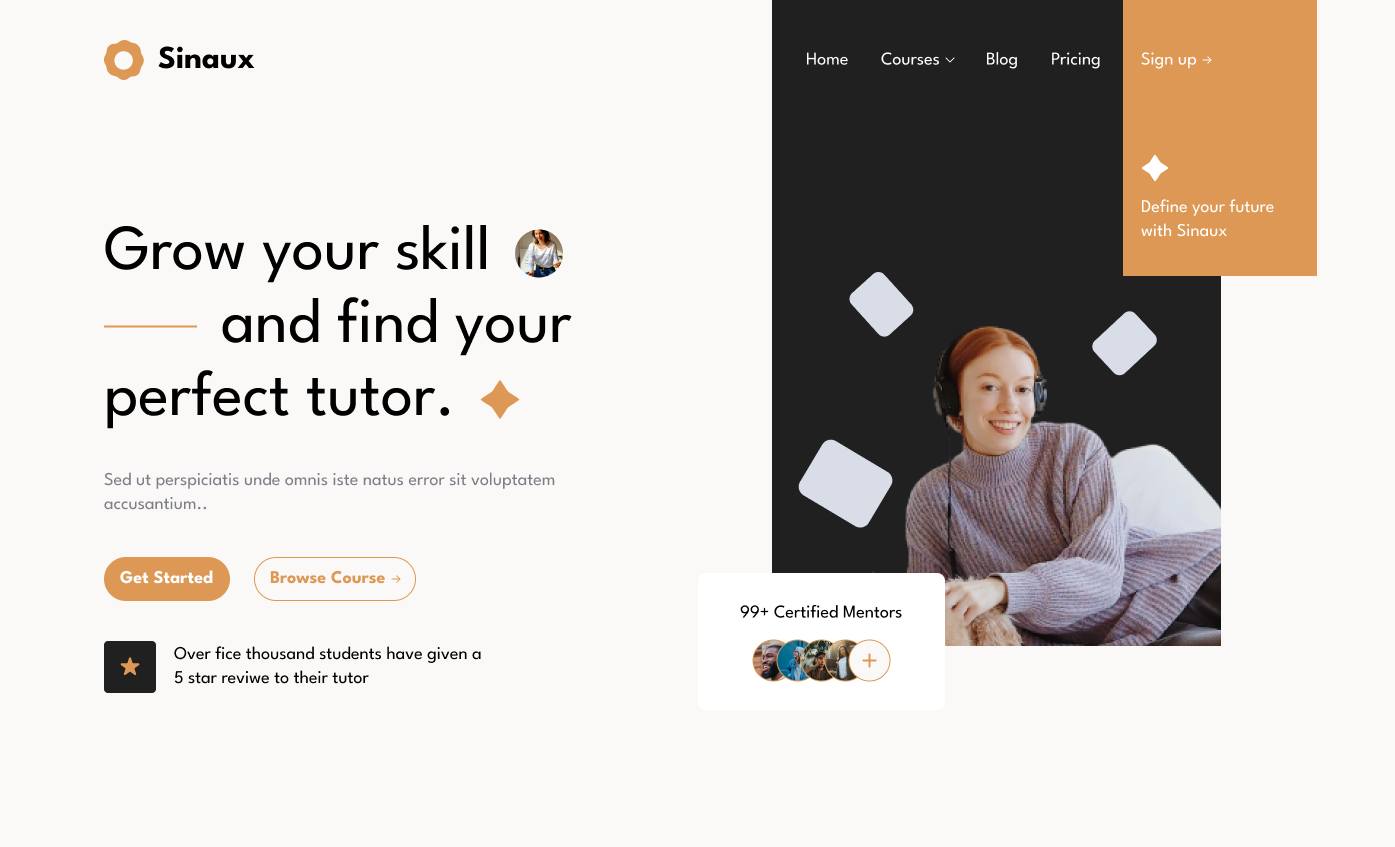 Sinaux
Home
Courses
Blog
Pricing
Sign up →
Define your future
with Sinaux
Grow your skill
and find your
perfect tutor.
Sed ut perspiciatis unde omnis iste natus error sit voluptatem
accusantium..
Get Started
Browse Course →
Over fice thousand students have given a
5 star reviwe to their tutor
99+ Certified Mentors